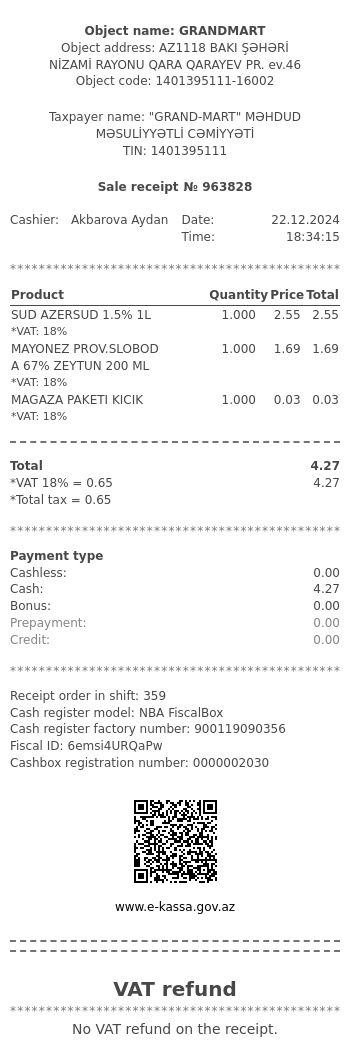 Object name: GRANDMART
Object address: AZ1118 BAKI ŞƏHƏRİ
NİZAMİ RAYONU QARA QARAYEV PR. ev.46
Object code: 1401395111-16002
Taxpayer name: "GRAND-MART" MƏHDUD
MƏSULİYYƏTLİ CƏMİYYƏTİ
TIN: 1401395111
Sale receipt № 963828
Cashier: Akbarova Aydan Date: 22.12.2024
Time: 18:34:15
*********************************************
Product Quantity Price Total
SUD AZERSUD 1.5% 1L 1.000 2.55 2.55
*VAT: 18%
MAYONEZ PROV.SLOBOD 1.000 1.69 1.69
A 67% ZEYTUN 200 ML
*VAT: 18%
MAGAZA PAKETI KICIK 1.000 0.03 0.03
*VAT: 18%
Total 4.27
*VAT 18% = 0.65 4.27
*Total tax = 0.65
*********************************************
Payment type
Cashless: 0.00
Cash: 4.27
Bonus: 0.00
Prepayment: 0.00
Credit: 0.00
*********************************************
Receipt order in shift: 359
Cash register model: NBA FiscalBox
Cash register factory number: 900119090356
Fiscal ID: 6emsi4URQaPw
Cashbox registration number: 0000002030
www.e-kassa.gov.az
VAT refund
*********************************************
No VAT refund on the receipt.